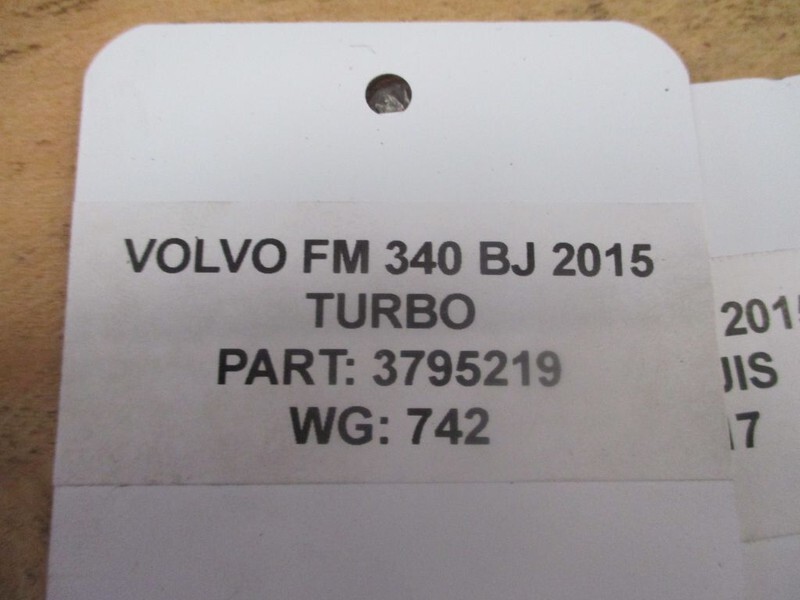 VOLVO FM 340 BJ 2015
TURBO
PART: 3795219
WG: 742